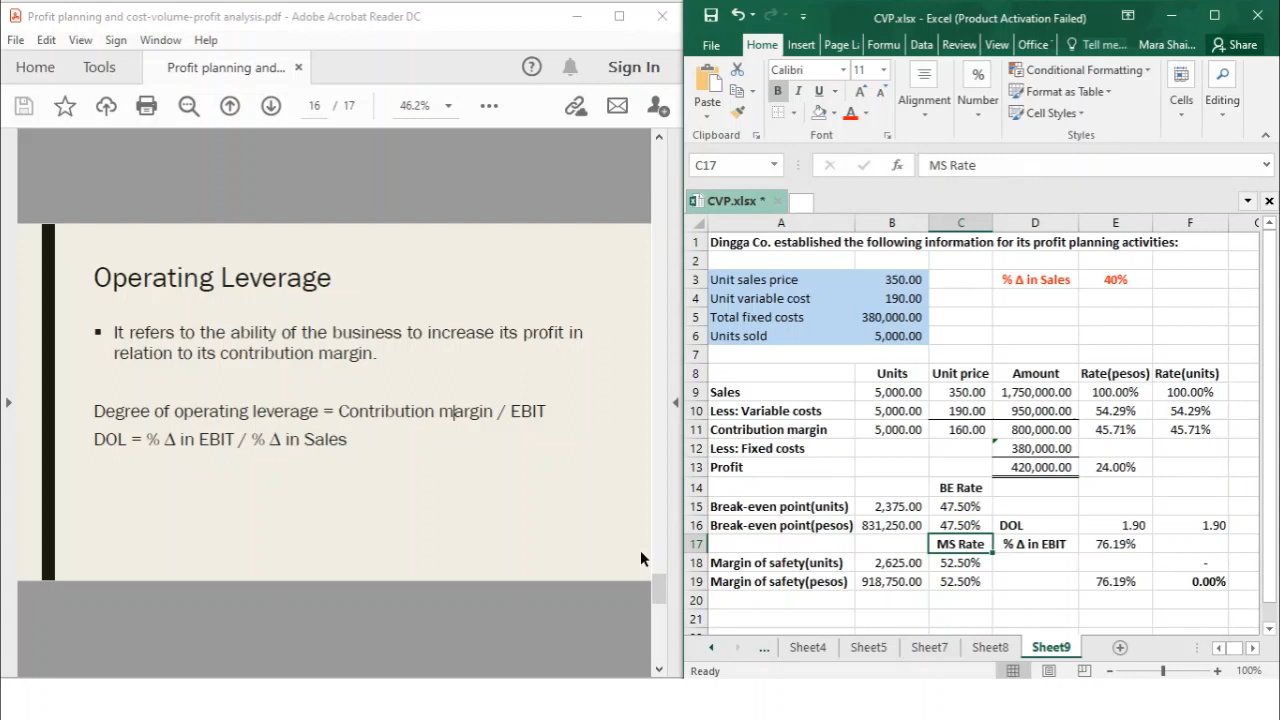 Profit planning and cost-volume-profit analysis.pdf - Adobe Acrobat Reader DC
File Edit View Sign Window Help
Home Tools Profit planning and... × ? Sign In
16 / 17 46.2%
Operating Leverage
▪ It refers to the ability of the business to increase its profit in
relation to its contribution margin.
Degree of operating leverage = Contribution margin / EBIT
DOL = % Δ in EBIT / % Δ in Sales
CVP.xlsx - Excel (Product Activation Failed)
File Home Insert Page L Formu Data Review View Office Tell me... Mara Shai... Share
Paste Calibri 11 Alignment Number Conditional Formatting Cells Editing
B I U A A % Format as Table
A Cell Styles
Clipboard Font Styles
C17 fx MS Rate
CVP.xlsx *
A B C D E F
1 Dingga Co. established the following information for its profit planning activities:
2
3 Unit sales price 350.00 % Δ in Sales 40%
4 Unit variable cost 190.00
5 Total fixed costs 380,000.00
6 Units sold 5,000.00
7
8 Units Unit price Amount Rate(pesos) Rate(units)
9 Sales 5,000.00 350.00 1,750,000.00 100.00% 100.00%
10 Less: Variable costs 5,000.00 190.00 950,000.00 54.29% 54.29%
11 Contribution margin 5,000.00 160.00 800,000.00 45.71% 45.71%
12 Less: Fixed costs 380,000.00
13 Profit 420,000.00 24.00%
14 BE Rate
15 Break-even point(units) 2,375.00 47.50%
16 Break-even point(pesos) 831,250.00 47.50% DOL 1.90 1.90
17 MS Rate % Δ in EBIT 76.19%
18 Margin of safety(units) 2,625.00 52.50% -
19 Margin of safety(pesos) 918,750.00 52.50% 76.19% 0.00%
20
21
... Sheet4 Sheet5 Sheet7 Sheet8 Sheet9
Ready 100%